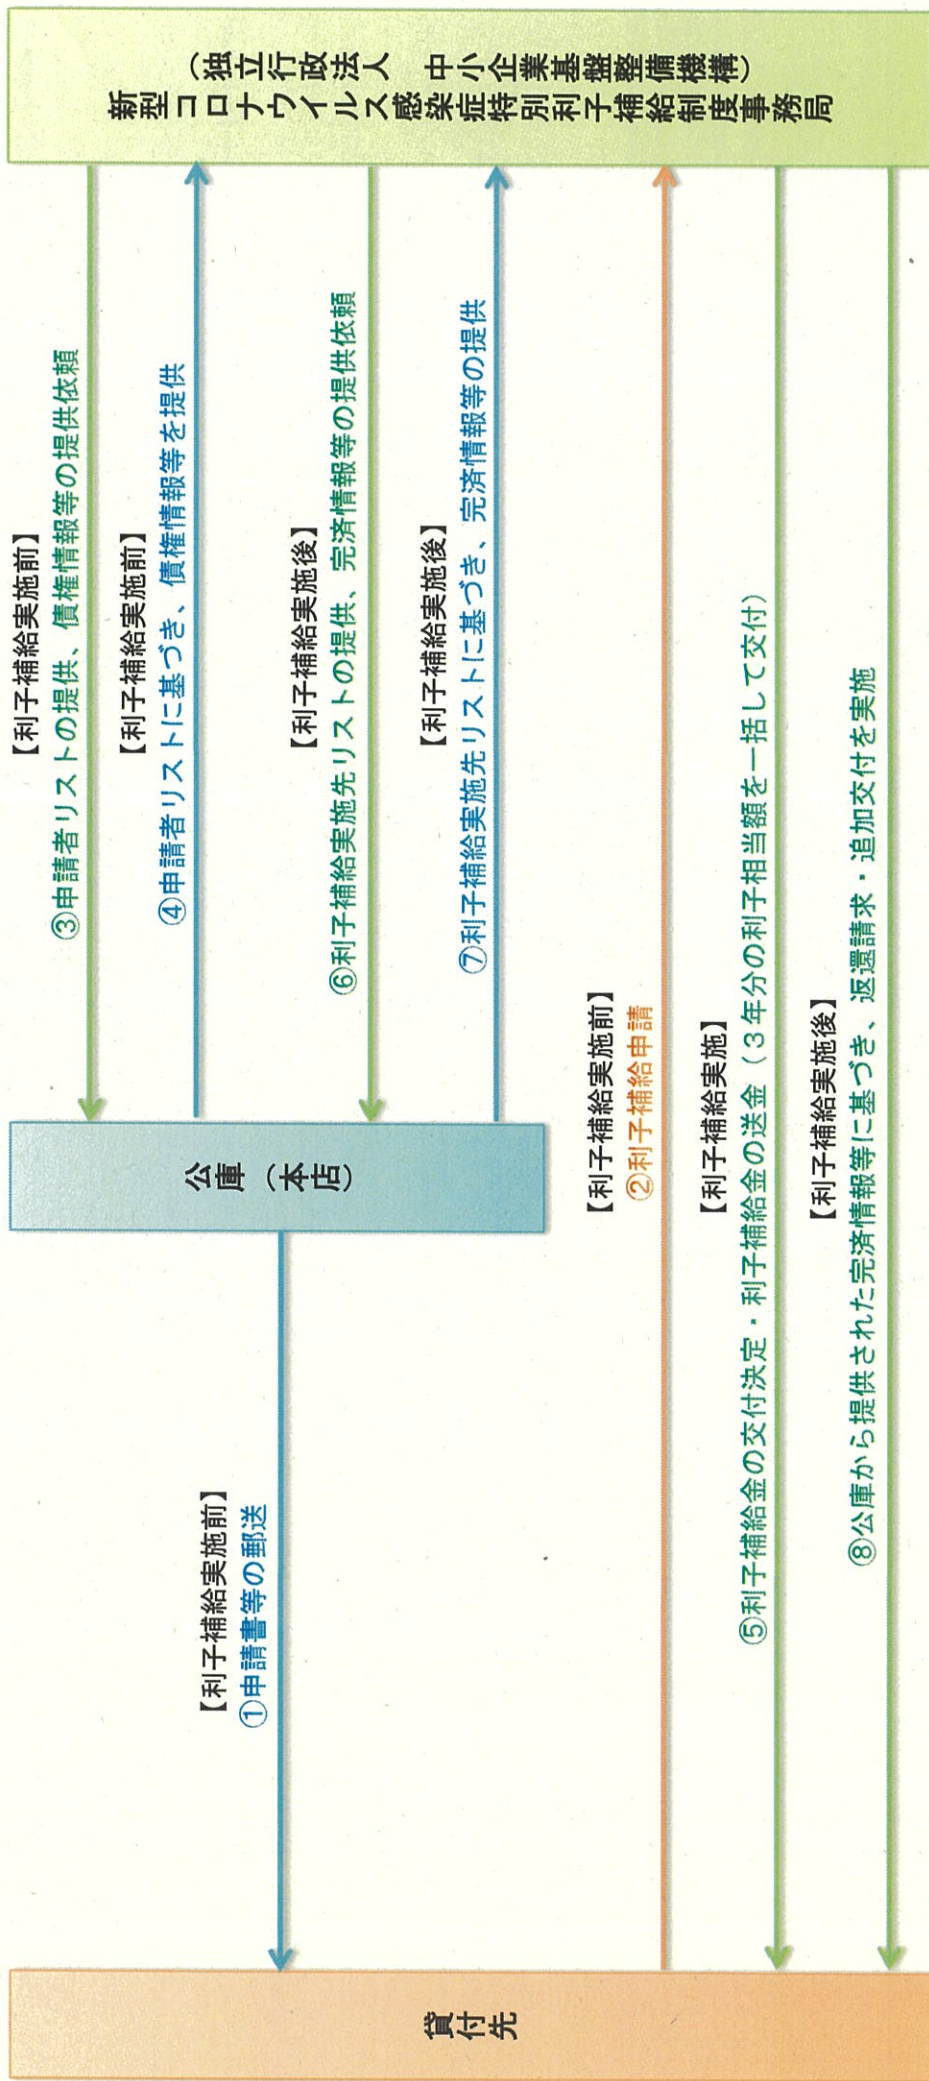 貸付先
公庫（本店）
新型コロナウイルス感染症特別利子補給制度事務局
（独立行政法人　中小企業基盤整備機構）
【利子補給実施前】
①申請書等の郵送
【利子補給実施前】
③申請者リストの提供、債権情報等の提供依頼
【利子補給実施前】
④申請者リストに基づき、債権情報等を提供
【利子補給実施後】
⑥利子補給実施先リストの提供、完済情報等の提供依頼
【利子補給実施後】
⑦利子補給実施先リストに基づき、完済情報等の提供
【利子補給実施前】
②利子補給申請
【利子補給実施】
⑤利子補給金の交付決定・利子補給金の送金（３年分の利子相当額を一括して交付）
【利子補給実施後】
⑧公庫から提供された完済情報等に基づき、返還請求・追加交付を実施